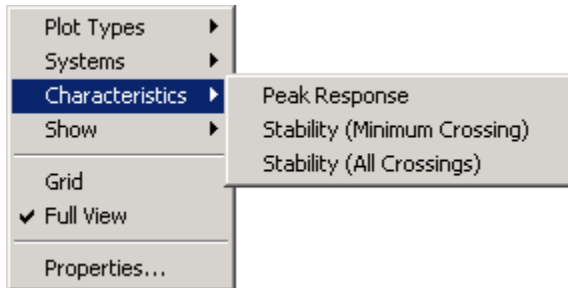 Plot Types
Systems
Characteristics
Show
Grid
Full View
Properties...
Peak Response
Stability (Minimum Crossing)
Stability (All Crossings)